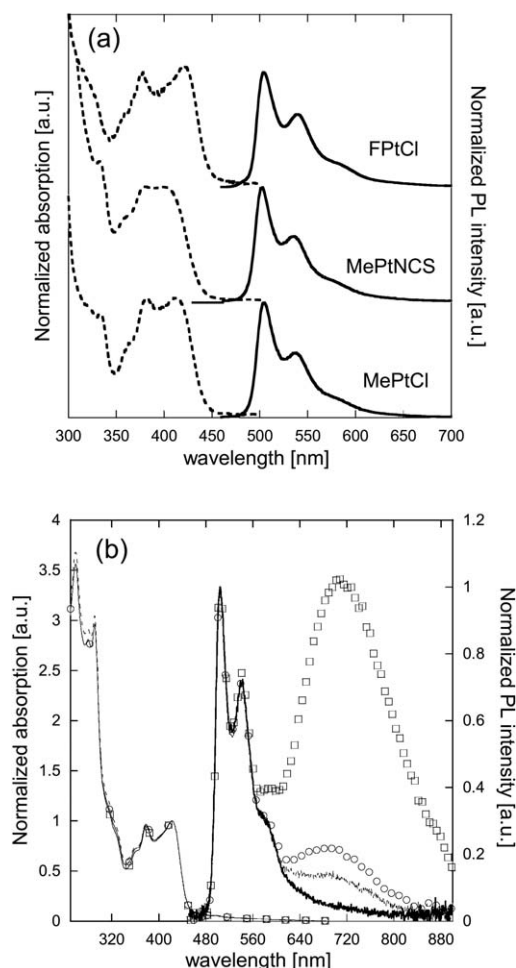 (a)
Normalized absorption [a.u.]
Normalized PL intensity [a.u.]
FPtCl
MePtNCS
MePtCl
300 350 400 450 500 550 600 650 700
wavelength [nm]
(b)
Normalized absorption [a.u.]
4
3.5
3
2.5
2
1.5
1
0.5
0
Normalized PL intensity [a.u.]
1.2
1
0.8
0.6
0.4
0.2
0
320 400 480 560 640 720 800 880
wavelength [nm]